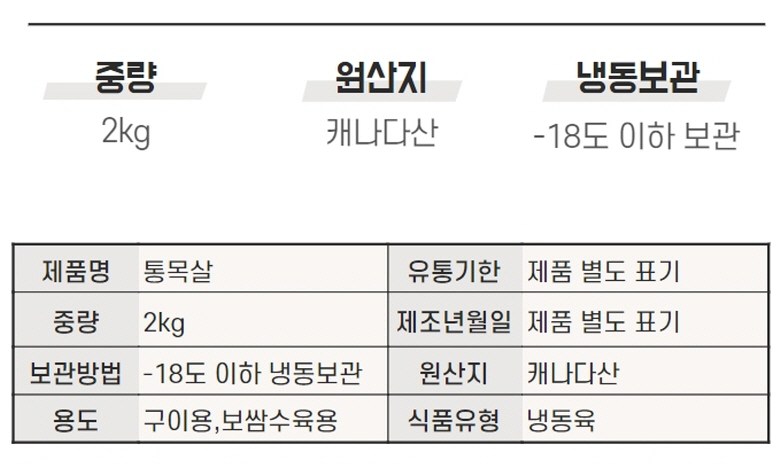 중량 원산지 냉동보관
2kg 캐나다산 -18도 이하 보관
제품명 통목살 유통기한 제품 별도 표기
중량 2kg 제조년월일 제품 별도 표기
보관방법 -18도 이하 냉동보관 원산지 캐나다산
용도 구이용,보쌈수육용 식품유형 냉동육